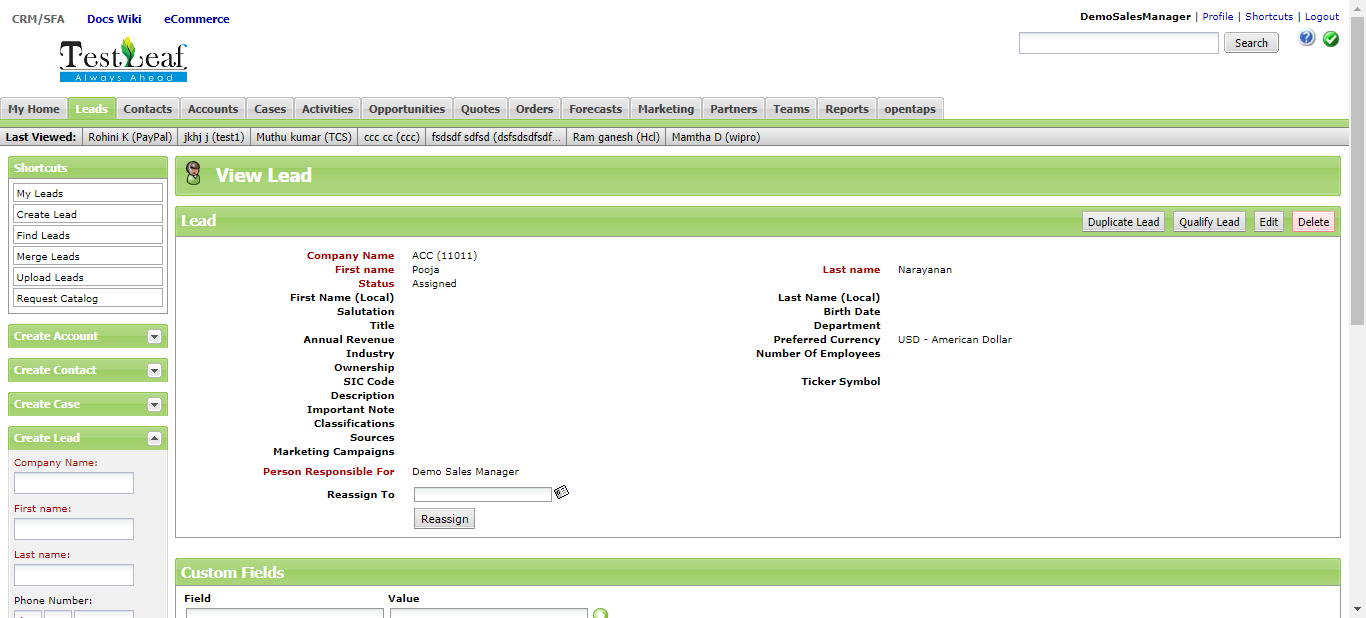 CRM/SFA Docs Wiki eCommerce
DemoSalesManager | Profile | Shortcuts | Logout
TestLeaf
Always Ahead
Search
My Home Leads Contacts Accounts Cases Activities Opportunities Quotes Orders Forecasts Marketing Partners Teams Reports opentaps
Last Viewed: Rohini K (PayPal) jkhj j (test1) Muthu kumar (TCS) ccc cc (ccc) fsdsdf sdfsd (dsfsdsdfsdf... Ram ganesh (Hcl) Mamtha D (wipro)
Shortcuts
My Leads
Create Lead
Find Leads
Merge Leads
Upload Leads
Request Catalog
Create Account
Create Contact
Create Case
Create Lead
Company Name:
First name:
Last name:
Phone Number:
View Lead
Lead Duplicate Lead Qualify Lead Edit Delete
Company Name ACC (11011)
First name Pooja Last name Narayanan
Status Assigned
First Name (Local) Last Name (Local)
Salutation Birth Date
Title Department
Annual Revenue Preferred Currency USD - American Dollar
Industry Number Of Employees
Ownership
SIC Code Ticker Symbol
Description
Important Note
Classifications
Sources
Marketing Campaigns
Person Responsible For Demo Sales Manager
Reassign To
Reassign
Custom Fields
Field Value